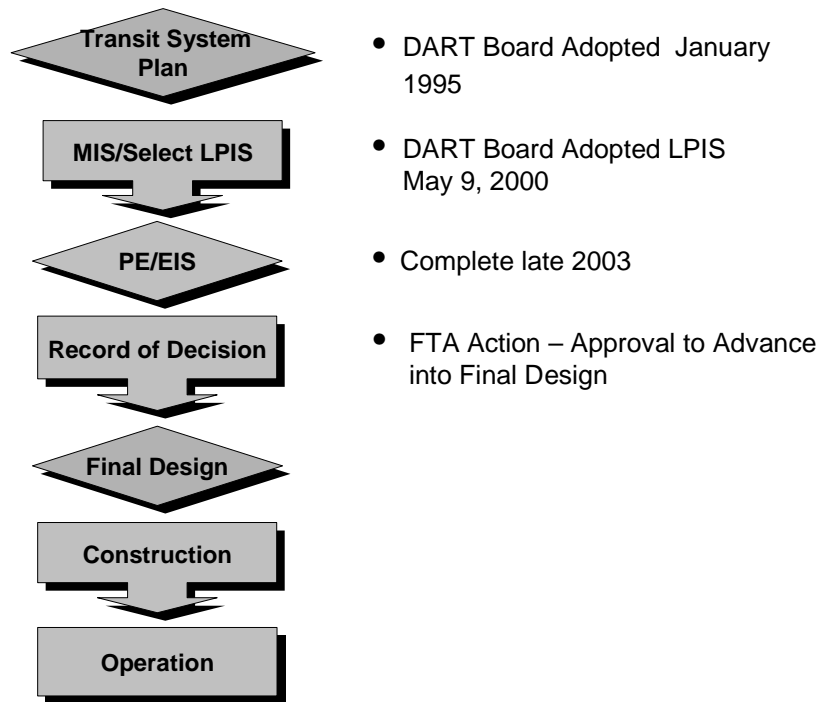 Transit System
Plan
• DART Board Adopted January
1995
MIS/Select LPIS
• DART Board Adopted LPIS
May 9, 2000
PE/EIS
• Complete late 2003
Record of Decision
• FTA Action – Approval to Advance
into Final Design
Final Design
Construction
Operation